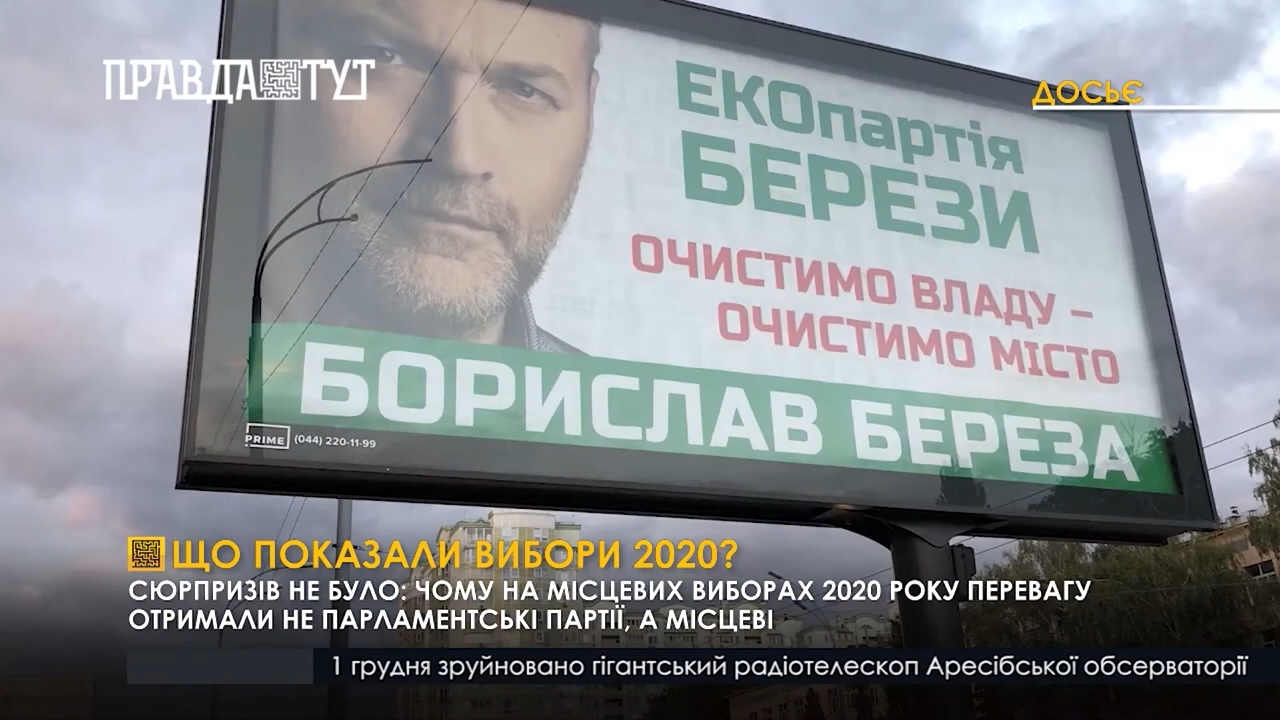 ПРАВДА ТУТ
ДОСЬЄ
ЕКОпартія
БЕРЕЗИ
ОЧИСТИМО ВЛАДУ –
ОЧИСТИМО МІСТО
БОРИСЛАВ БЕРЕЗА
PRIME (044) 220-11-99
ЩО ПОКАЗАЛИ ВИБОРИ 2020?
СЮРПРИЗІВ НЕ БУЛО: ЧОМУ НА МІСЦЕВИХ ВИБОРАХ 2020 РОКУ ПЕРЕВАГУ
ОТРИМАЛИ НЕ ПАРЛАМЕНТСЬКІ ПАРТІЇ, А МІСЦЕВІ
1 грудня зруйновано гігантський радіотелескоп Аресібської обсерваторії